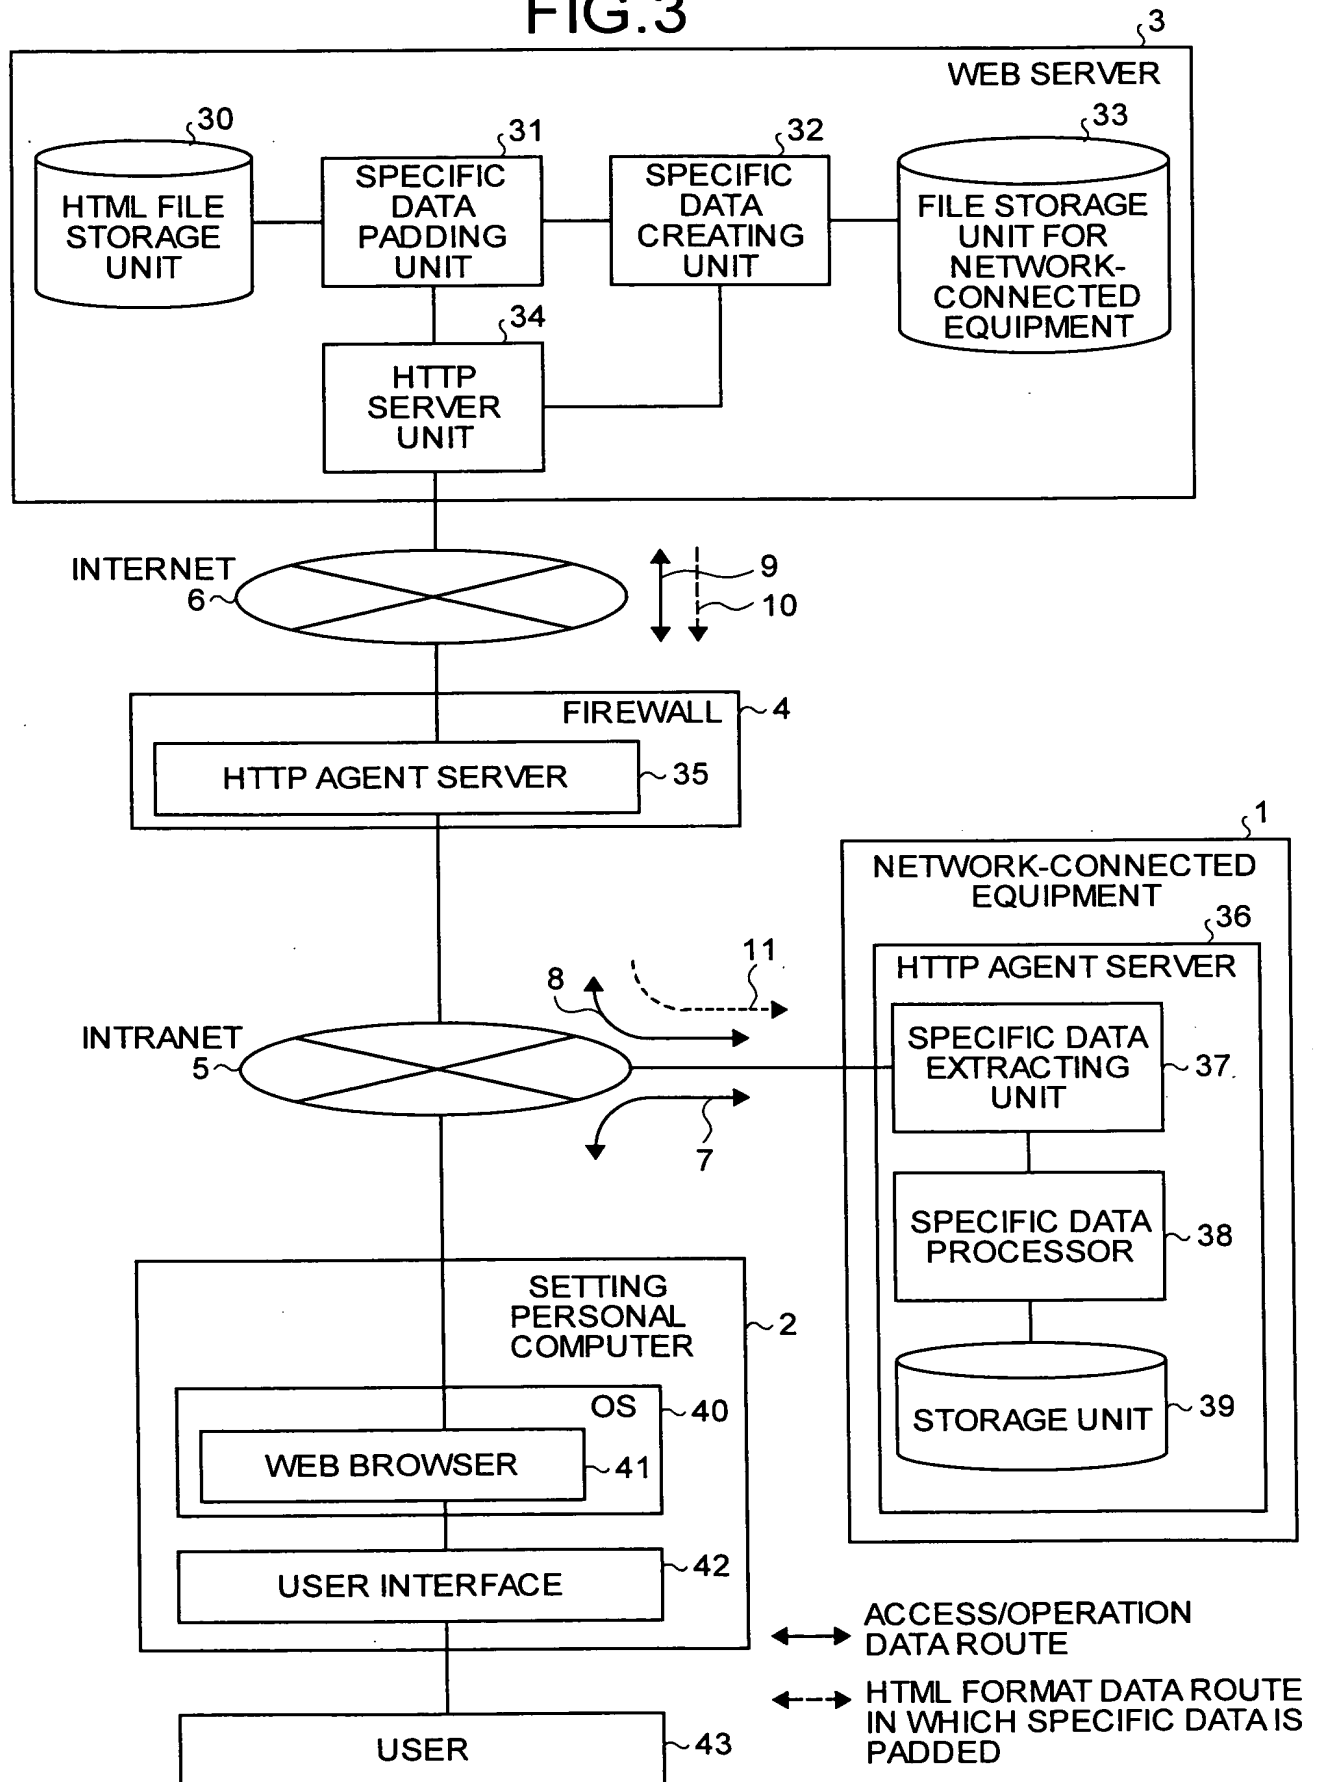 FIG.3
3
WEB SERVER
30
HTML FILE
STORAGE
UNIT
31
SPECIFIC
DATA
PADDING
UNIT
32
SPECIFIC
DATA
CREATING
UNIT
33
FILE STORAGE
UNIT FOR
NETWORK-
CONNECTED
EQUIPMENT
34
HTTP
SERVER
UNIT
INTERNET
6
9
10
FIREWALL
4
HTTP AGENT SERVER
35
1
NETWORK-CONNECTED
EQUIPMENT
36
HTTP AGENT SERVER
11
8
INTRANET
5
7
SPECIFIC DATA
EXTRACTING
UNIT
37
SPECIFIC DATA
PROCESSOR
38
STORAGE UNIT
39
SETTING
PERSONAL
COMPUTER
2
OS
40
WEB BROWSER
41
USER INTERFACE
42
USER
43
ACCESS/OPERATION
DATA ROUTE
HTML FORMAT DATA ROUTE
IN WHICH SPECIFIC DATA IS
PADDED